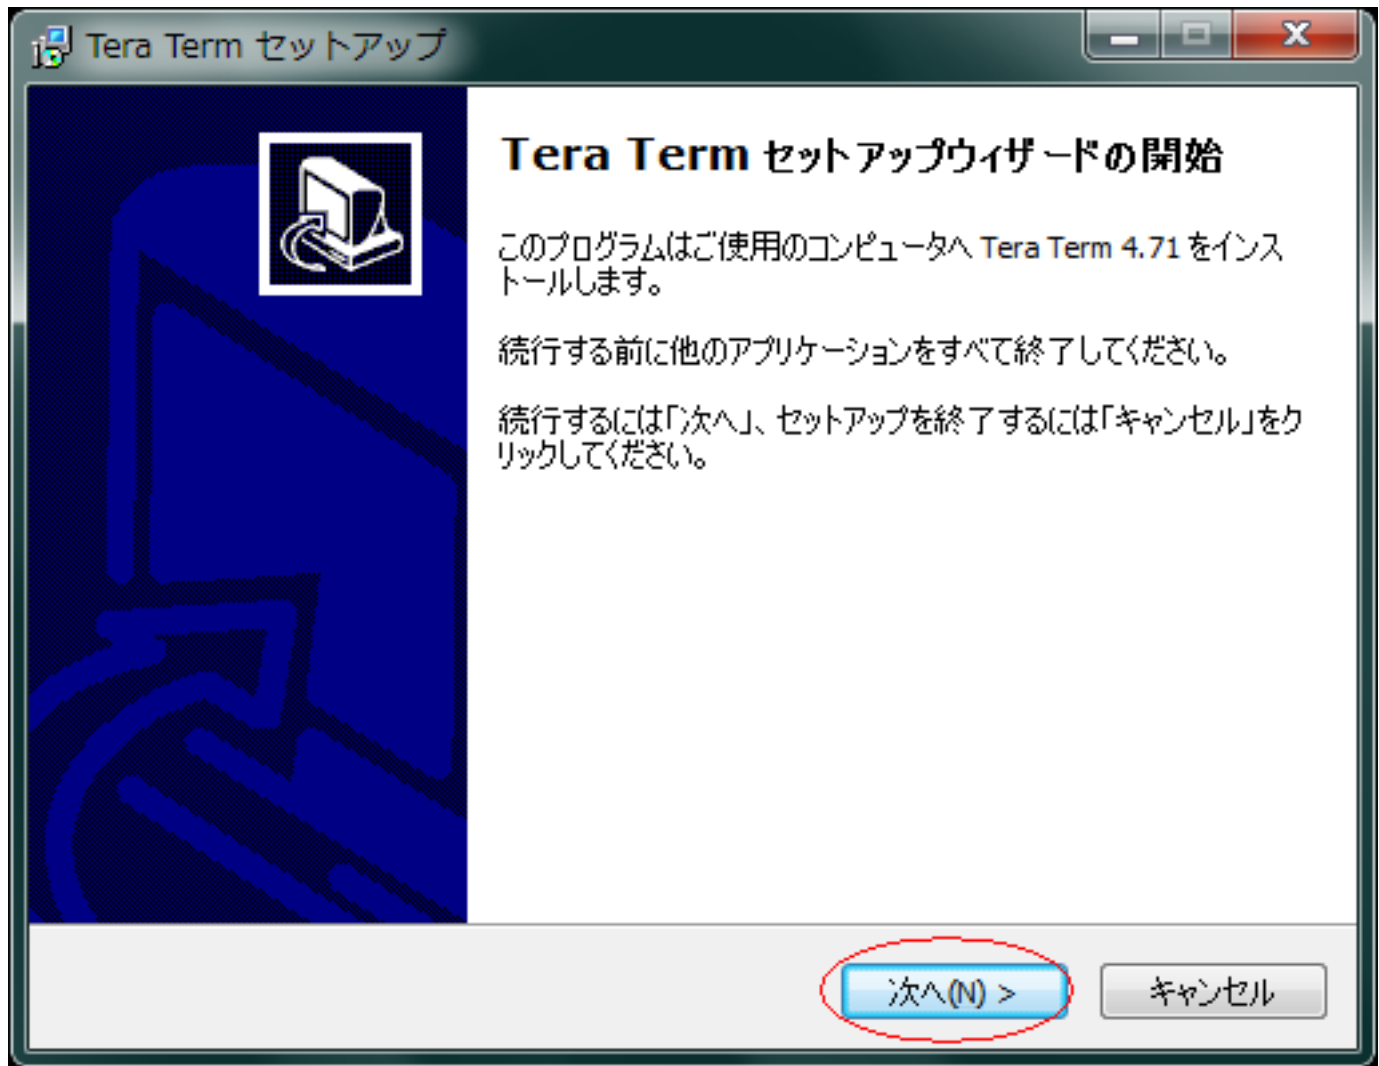 Tera Term セットアップ
Tera Term セットアップウィザードの開始
このプログラムはご使用のコンピュータへ Tera Term 4.71 をインス
トールします。
続行する前に他のアプリケーションをすべて終了してください。
続行するには「次へ」、セットアップを終了するには「キャンセル」をク
リックしてください。
次へ(N) >
キャンセル